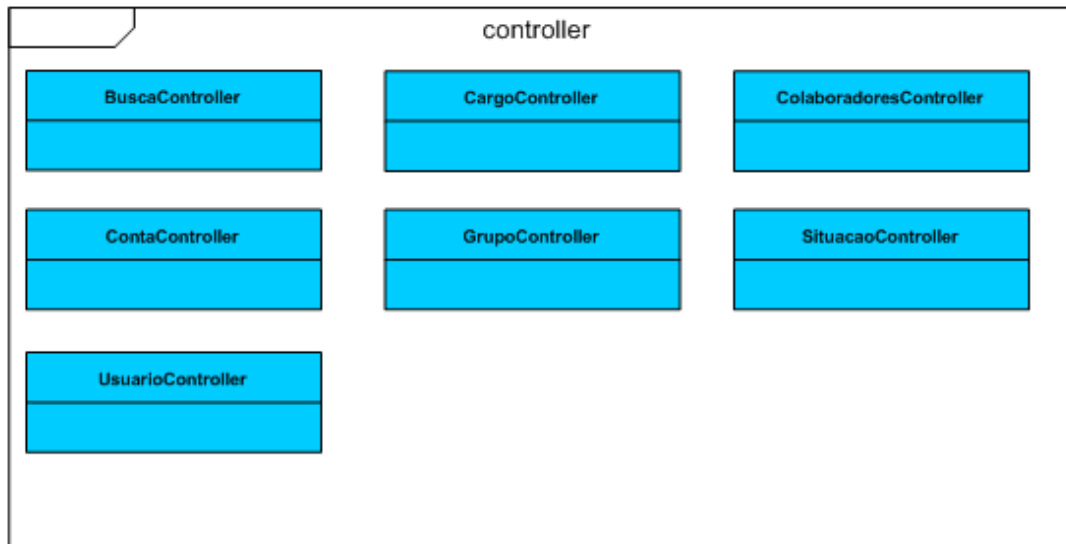 controller
BuscaController
CargoController
ColaboradoresController
ContaController
GrupoController
SituacaoController
UsuarioController